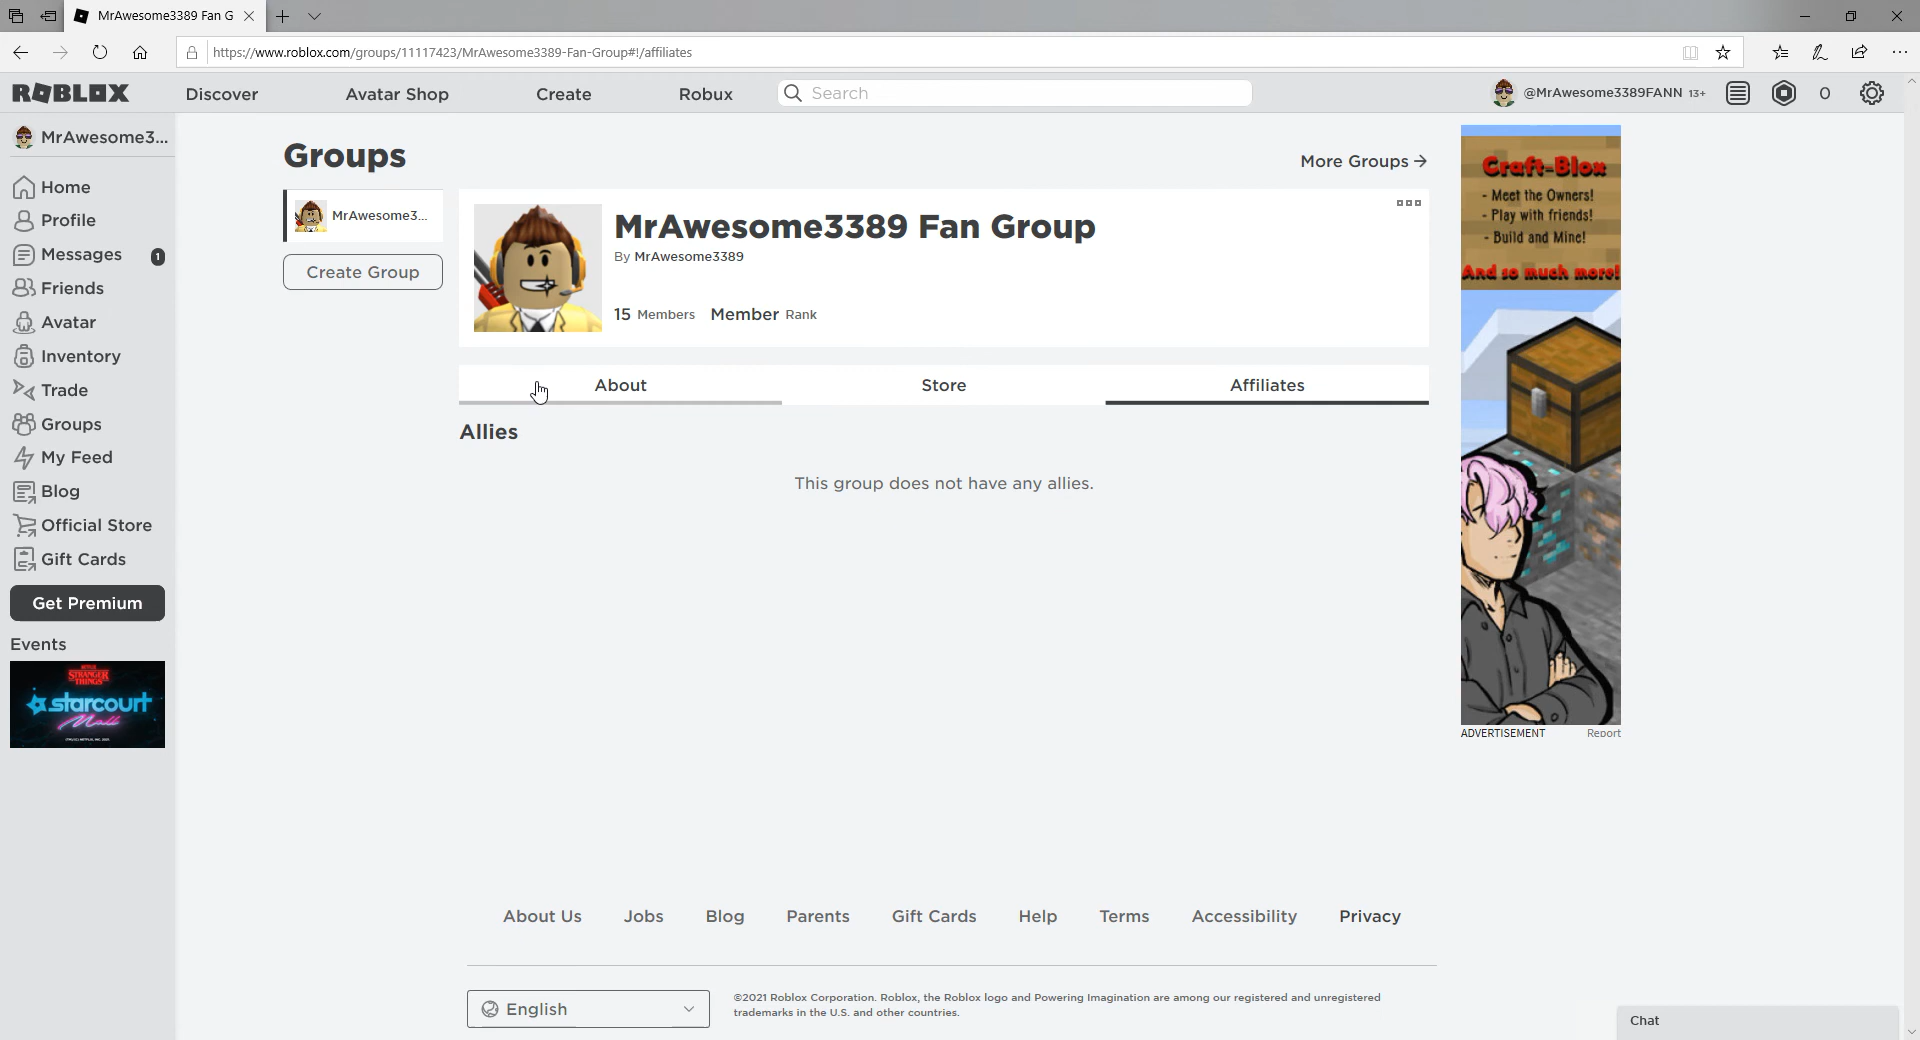 MrAwesome3389 Fan G
https://www.roblox.com/groups/11117423/MrAwesome3389-Fan-Group#!/affiliates
ROBLOX
Discover
Avatar Shop
Create
Robux
Search
@MrAwesome3389FANN 13+
0
MrAwesome3...
Home
Profile
Messages
1
Friends
Avatar
Inventory
Trade
Groups
My Feed
Blog
Official Store
Gift Cards
Get Premium
Events
STRANGER THINGS
starcourt
Mall
Groups
More Groups →
MrAwesome3...
Create Group
MrAwesome3389 Fan Group
By MrAwesome3389
15 Members Member Rank
About
Store
Affiliates
Allies
This group does not have any allies.
Craft-Blox
- Meet the Owners!
- Play with friends!
- Build and Mine!
And so much more!
ADVERTISEMENT
Report
About Us
Jobs
Blog
Parents
Gift Cards
Help
Terms
Accessibility
Privacy
English
©2021 Roblox Corporation. Roblox, the Roblox logo and Powering Imagination are among our registered and unregistered
trademarks in the U.S. and other countries.
Chat